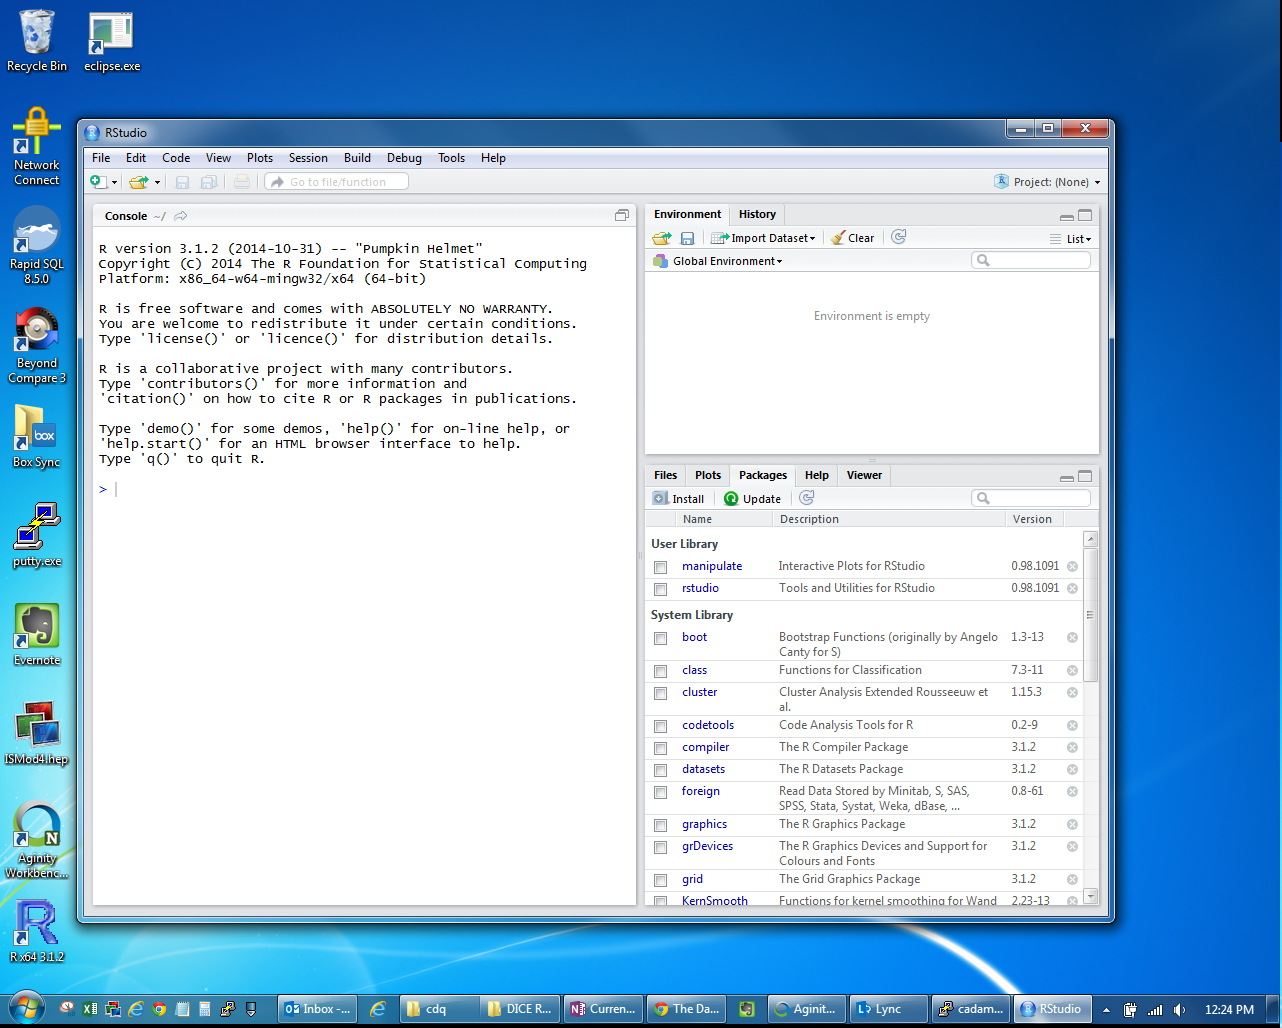 Recycle Bin
eclipse.exe
Network
Connect
Rapid SQL
8.5.0
Beyond
Compare 3
box
Box Sync
putty.exe
Evernote
ISMod4I.hep
Aginity
Workbenc...
R x64 3.1.2
RStudio
File Edit Code View Plots Session Build Debug Tools Help
Go to file/function
Project: (None)
Console ~/
R version 3.1.2 (2014-10-31) -- "Pumpkin Helmet"
Copyright (C) 2014 The R Foundation for Statistical Computing
Platform: x86_64-w64-mingw32/x64 (64-bit)
R is free software and comes with ABSOLUTELY NO WARRANTY.
You are welcome to redistribute it under certain conditions.
Type 'license()' or 'licence()' for distribution details.
R is a collaborative project with many contributors.
Type 'contributors()' for more information and
'citation()' on how to cite R or R packages in publications.
Type 'demo()' for some demos, 'help()' for on-line help, or
'help.start()' for an HTML browser interface to help.
Type 'q()' to quit R.
>
Environment History
Import Dataset Clear List
Global Environment
Environment is empty
Files Plots Packages Help Viewer
Install Update
Name Description Version
User Library
manipulate Interactive Plots for RStudio 0.98.1091
rstudio Tools and Utilities for RStudio 0.98.1091
System Library
boot Bootstrap Functions (originally by Angelo 1.3-13
Canty for S)
class Functions for Classification 7.3-11
cluster Cluster Analysis Extended Rousseeuw et 1.15.3
al.
codetools Code Analysis Tools for R 0.2-9
compiler The R Compiler Package 3.1.2
datasets The R Datasets Package 3.1.2
foreign Read Data Stored by Minitab, S, SAS, 0.8-61
SPSS, Stata, Systat, Weka, dBase, ...
graphics The R Graphics Package 3.1.2
grDevices The R Graphics Devices and Support for 3.1.2
Colours and Fonts
grid The Grid Graphics Package 3.1.2
KernSmooth Functions for kernel smoothing for Wand 2.23-13
Inbox -... cdq DICE R... Curren... The Da... Aginit... Lync cadam... RStudio 12:24 PM